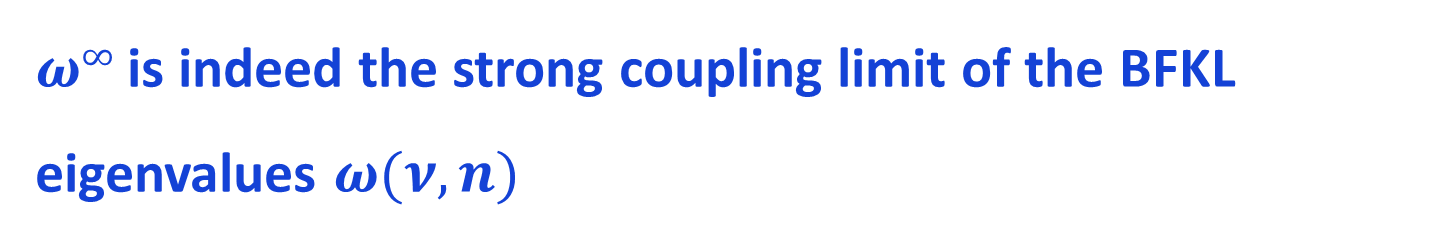 ω^∞ is indeed the strong coupling limit of the BFKL
eigenvalues ω(ν, n)